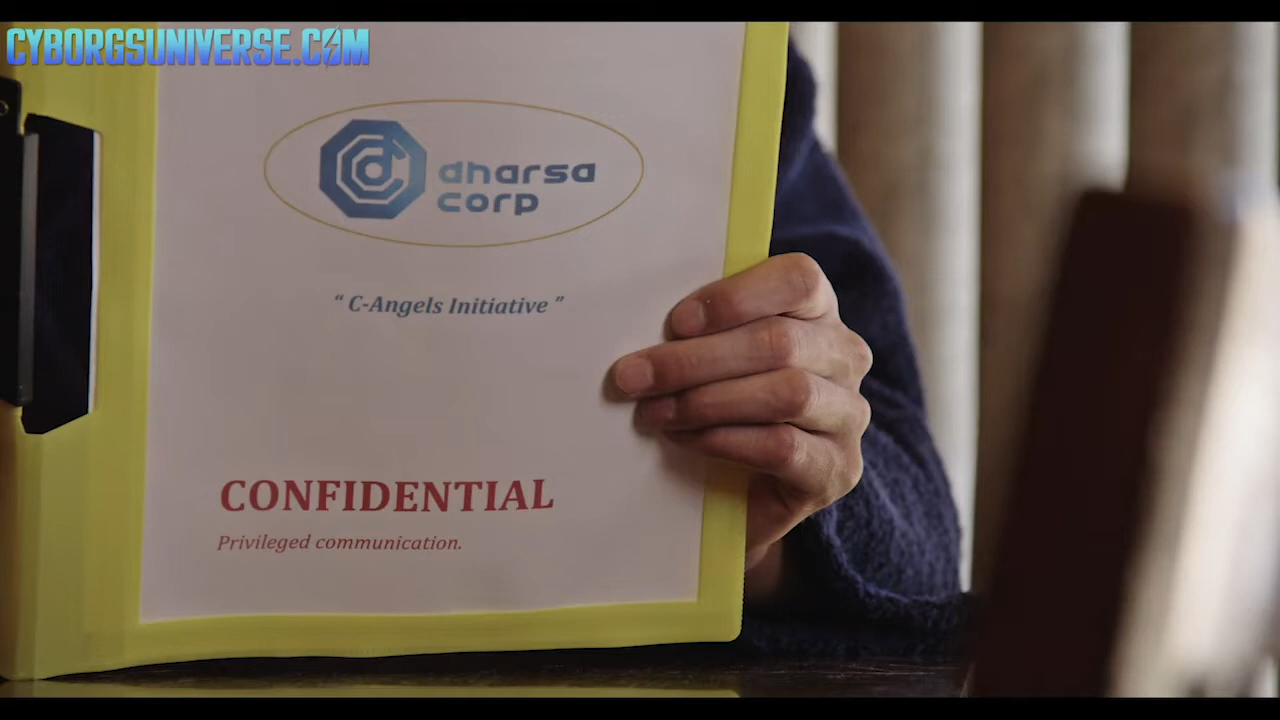 CYBORGSUNIVERSE.COM
dharsa
corp
“ C-Angels Initiative ”
CONFIDENTIAL
Privileged communication.